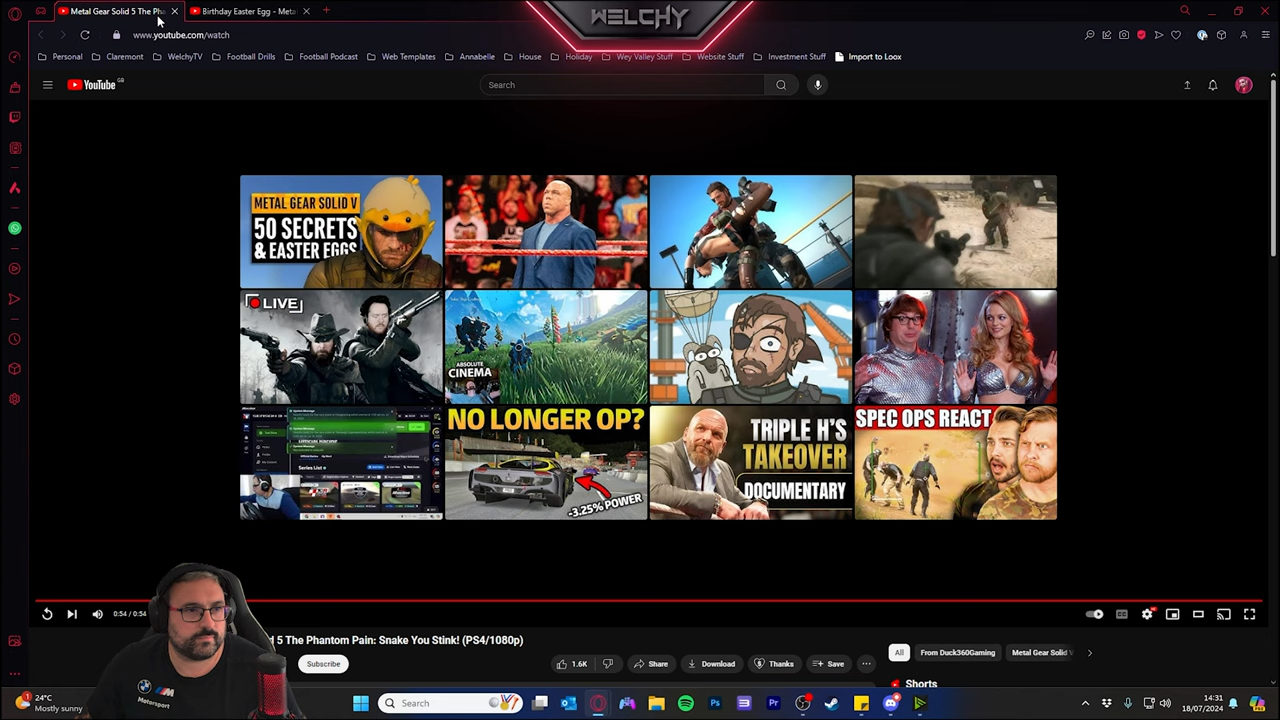 Metal Gear Solid 5 The Pha
Birthday Easter Egg - Meta
WELCHY
www.youtube.com/watch
Personal
Claremont
WelchyTV
Football Drills
Football Podcast
Web Templates
Annabelle
House
Holiday
Wey Valley Stuff
Website Stuff
Investment Stuff
Import to Loox
YouTube GB
Search
METAL GEAR SOLID V
50 SECRETS
& EASTER EGGS
LIVE
ABSOLUTE
CINEMA
Series List
NO LONGER OP?
-3.25% POWER
TRIPLE H'S
TAKEOVER
DOCUMENTARY
SPEC OPS REACT
0:54 / 0:54
5 The Phantom Pain: Snake You Stink! (PS4/1080p)
Subscribe
1.6K
Share
Download
Thanks
Save
All
From Duck360Gaming
Metal Gear Solid V
Shorts
Motorsport
1
24°C
Mostly sunny
Search
14:31
18/07/2024